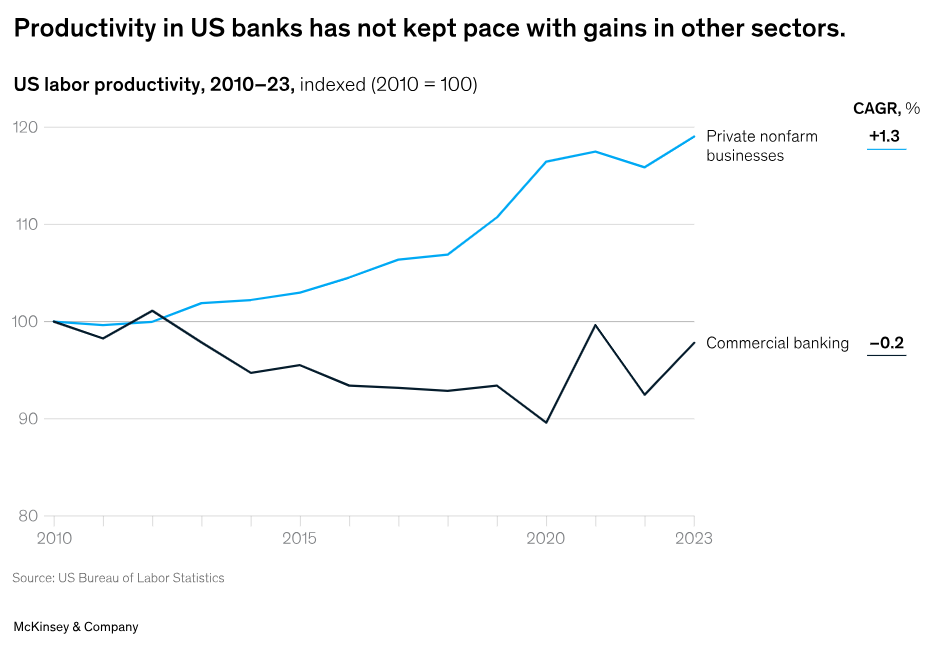 Productivity in US banks has not kept pace with gains in other sectors.
US labor productivity, 2010–23, indexed (2010 = 100)
CAGR, %
120
Private nonfarm
businesses
+1.3
110
100
Commercial banking
–0.2
90
80
2010
2015
2020
2023
Source: US Bureau of Labor Statistics
McKinsey & Company